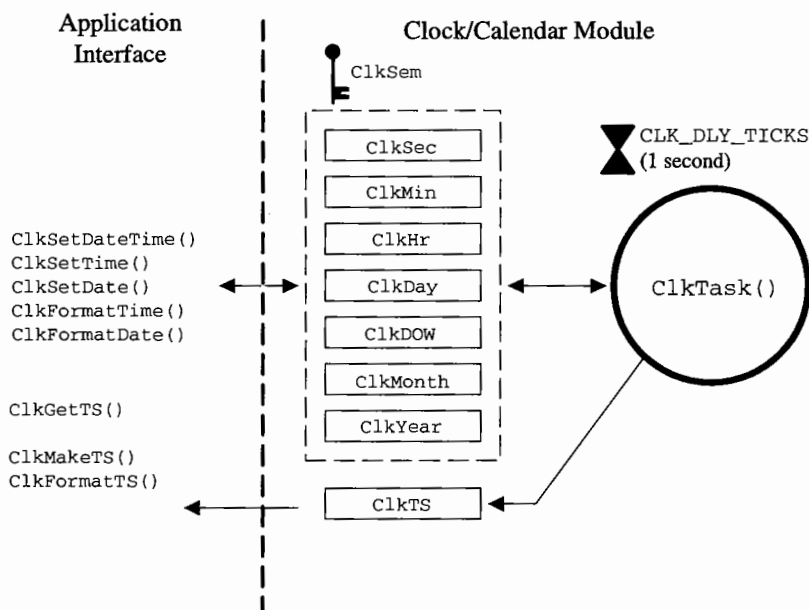 Application
Interface
Clock/Calendar Module
ClkSem
ClkSec
ClkMin
ClkHr
ClkDay
ClkDOW
ClkMonth
ClkYear
ClkTS
CLK_DLY_TICKS
(1 second)
ClkTask()
ClkSetDateTime()
ClkSetTime()
ClkSetDate()
ClkFormatTime()
ClkFormatDate()
ClkGetTS()
ClkMakeTS()
ClkFormatTS()